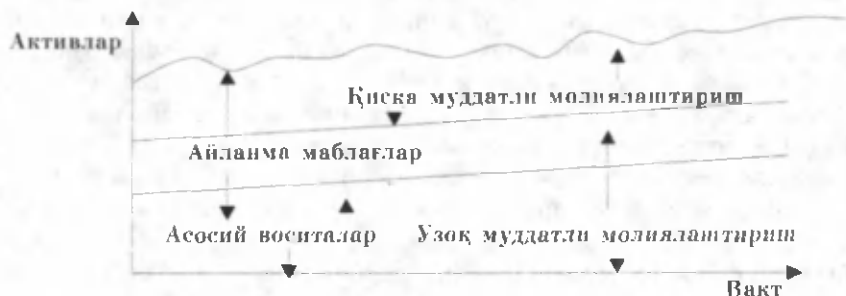 Активлар
Қисқа муддатли молиялаштириш
Айланма маблағлар
Асосий воситалар
Узоқ муддатли молиялаштириш
Вақт